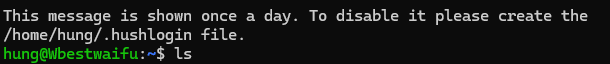 This message is shown once a day. To disable it please create the
/home/hung/.hushlogin file.
hung@Wbestwaifu:~$ ls